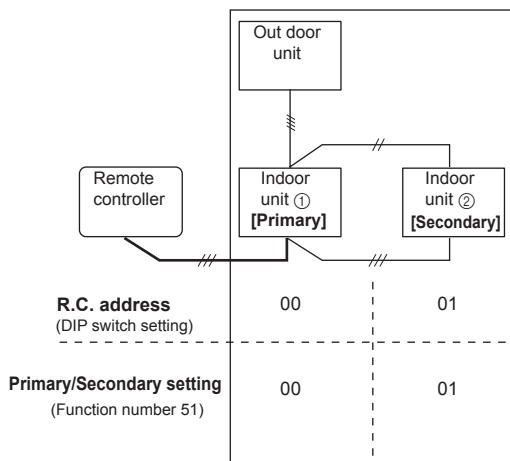 Out door
unit
Remote
controller
Indoor
unit ①
[Primary]
Indoor
unit ②
[Secondary]
R.C. address
(DIP switch setting)
00
01
Primary/Secondary setting
(Function number 51)
00
01